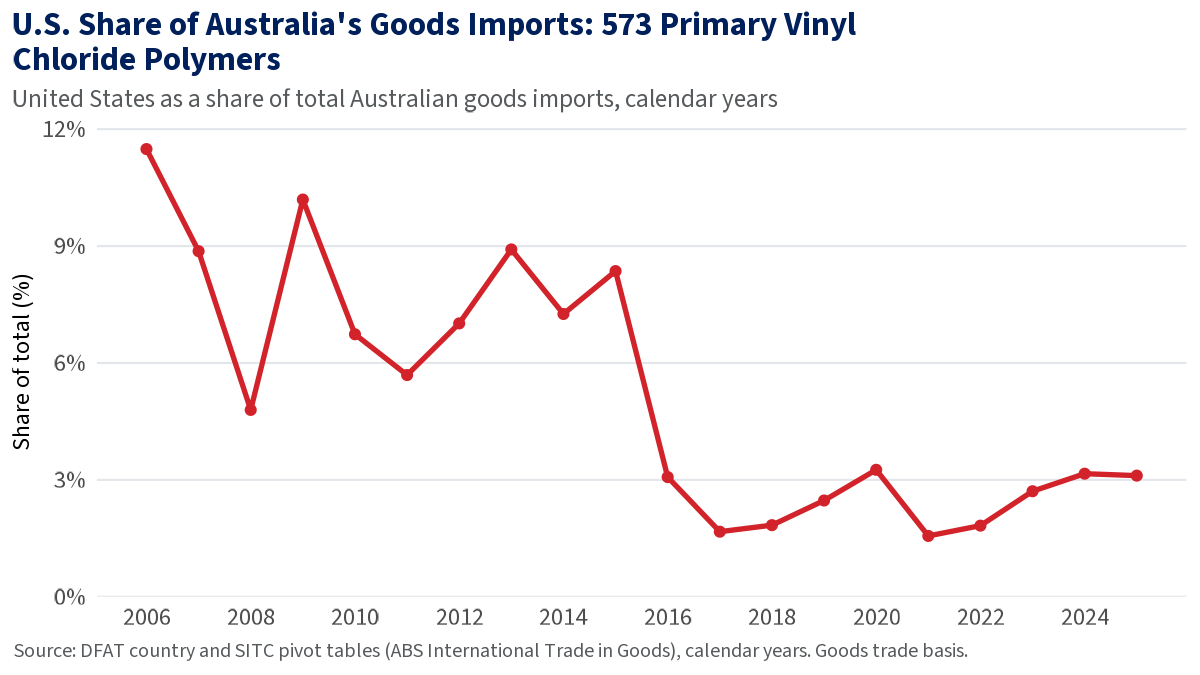 U.S. Share of Australia's Goods Imports: 573 Primary Vinyl
Chloride Polymers
United States as a share of total Australian goods imports, calendar years
Share of total (%)
12%
9%
6%
3%
0%
2006 2008 2010 2012 2014 2016 2018 2020 2022 2024
Source: DFAT country and SITC pivot tables (ABS International Trade in Goods), calendar years. Goods trade basis.